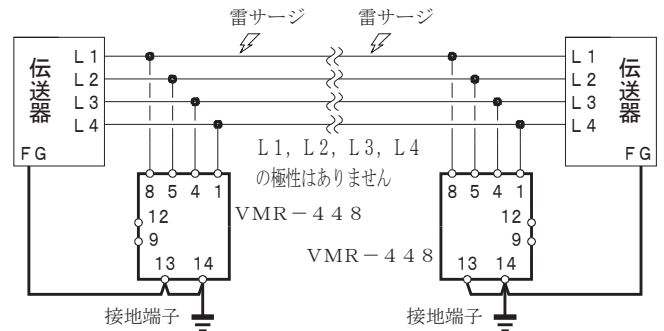 雷サージ 雷サージ
伝送器 L1 L1 伝送器
L2 L2
L3 L3
L4 L4
FG FG
L1, L2, L3, L4
の極性はありません
8 5 4 1 8 5 4 1
12 VMR-448 12
9 VMR-448 9
13 14 13 14
接地端子 接地端子